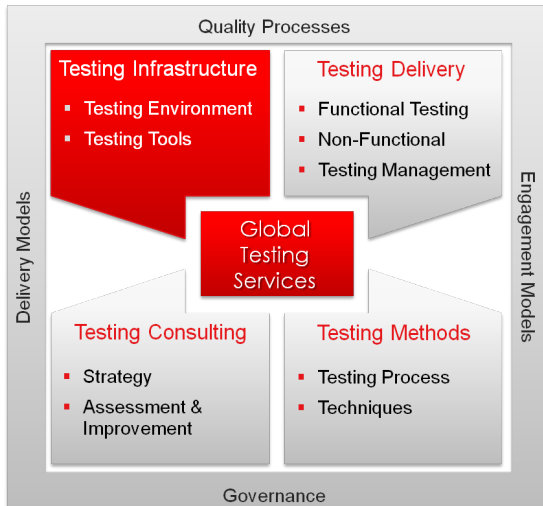 Quality Processes
Testing Infrastructure
Testing Environment
Testing Tools
Testing Delivery
Functional Testing
Non-Functional
Testing Management
Delivery Models
Engagement Models
Global
Testing
Services
Testing Consulting
Strategy
Assessment &
Improvement
Testing Methods
Testing Process
Techniques
Governance